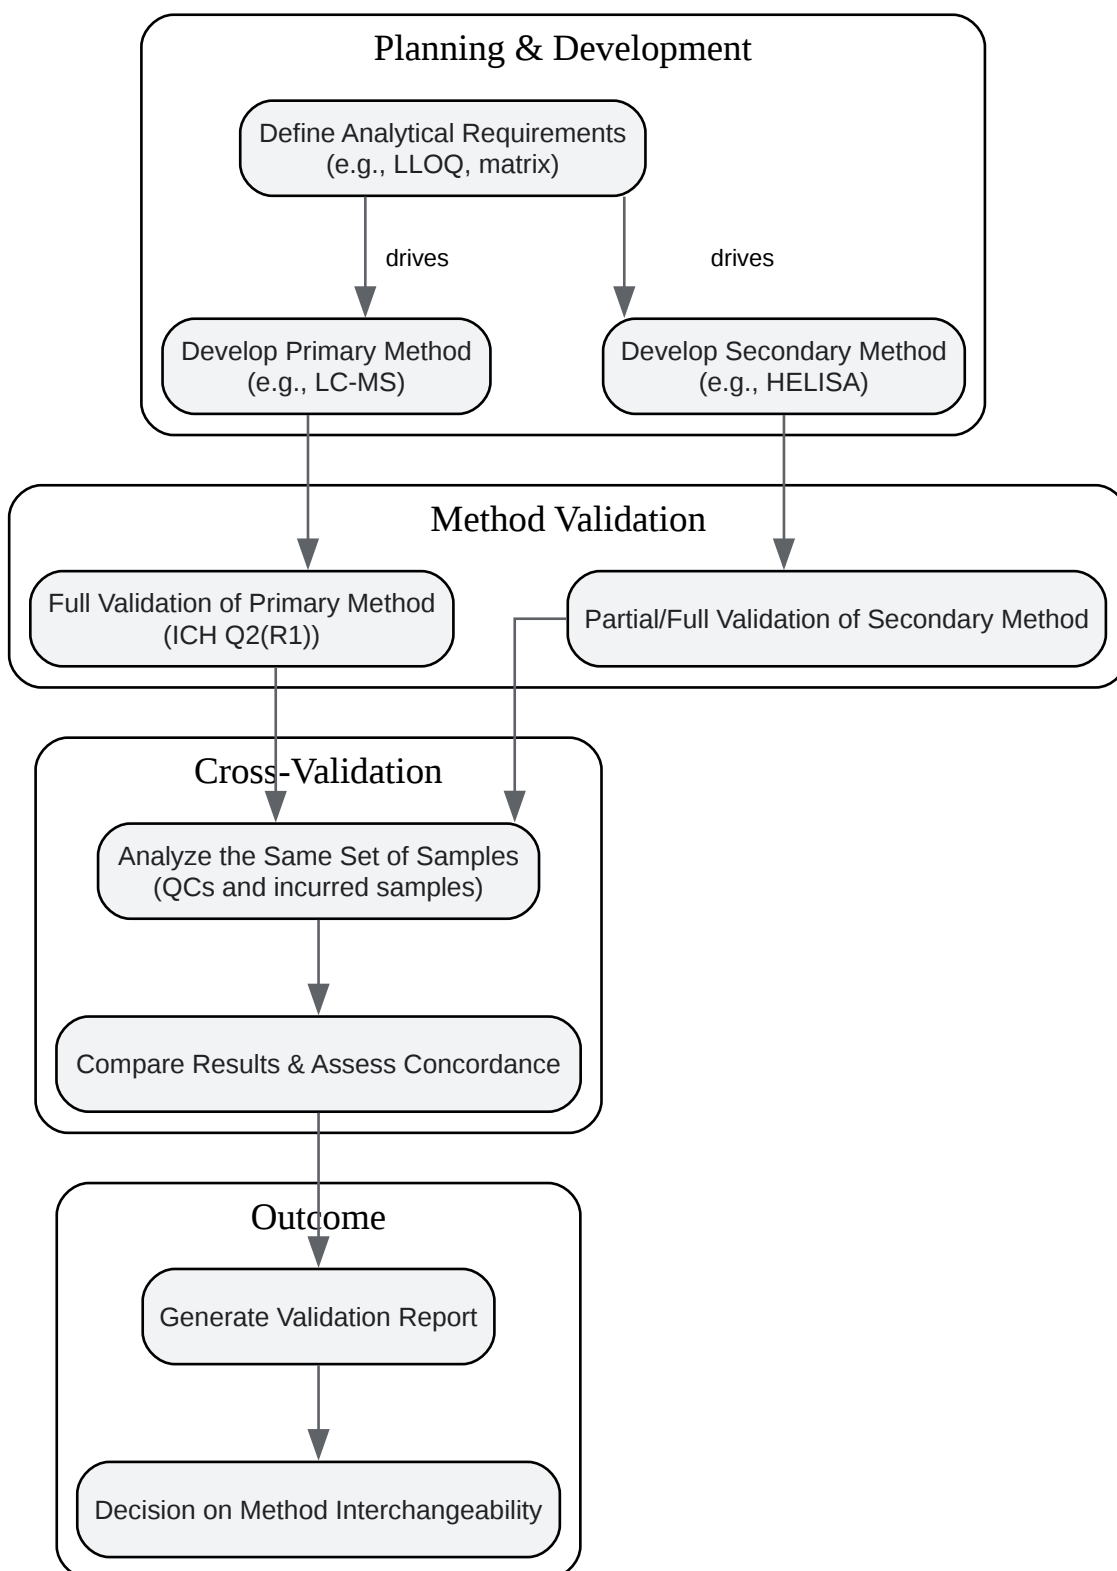 Planning & Development
Define Analytical Requirements
(e.g., LLOQ, matrix)
drives
drives
Develop Primary Method
(e.g., LC-MS)
Develop Secondary Method
(e.g., HELISA)
Method Validation
Full Validation of Primary Method
(ICH Q2(R1))
Partial/Full Validation of Secondary Method
Cross-Validation
Analyze the Same Set of Samples
(QCs and incurred samples)
Compare Results & Assess Concordance
Outcome
Generate Validation Report
Decision on Method Interchangeability